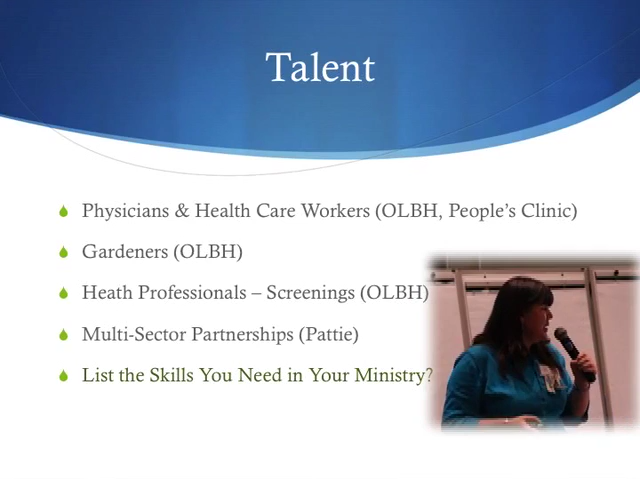 Talent
Physicians & Health Care Workers (OLBH, People's Clinic)
Gardeners (OLBH)
Heath Professionals – Screenings (OLBH)
Multi-Sector Partnerships (Pattie)
List the Skills You Need in Your Ministry?